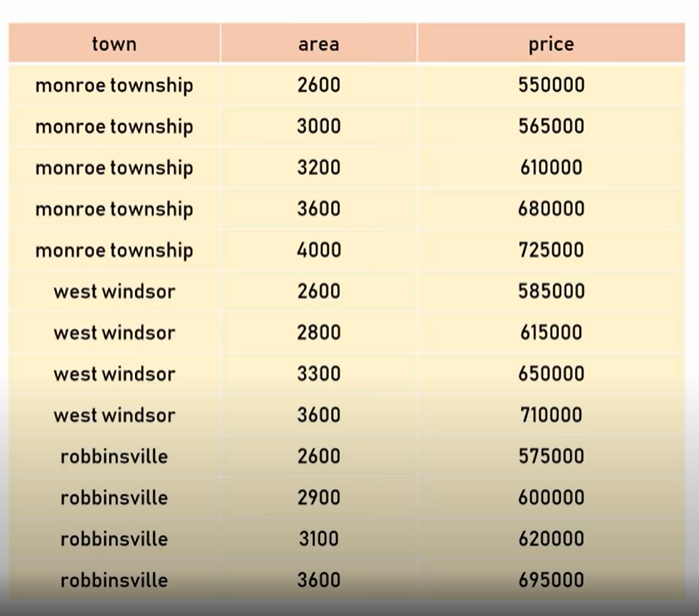 town area price
monroe township 2600 550000
monroe township 3000 565000
monroe township 3200 610000
monroe township 3600 680000
monroe township 4000 725000
west windsor 2600 585000
west windsor 2800 615000
west windsor 3300 650000
west windsor 3600 710000
robbinsville 2600 575000
robbinsville 2900 600000
robbinsville 3100 620000
robbinsville 3600 695000